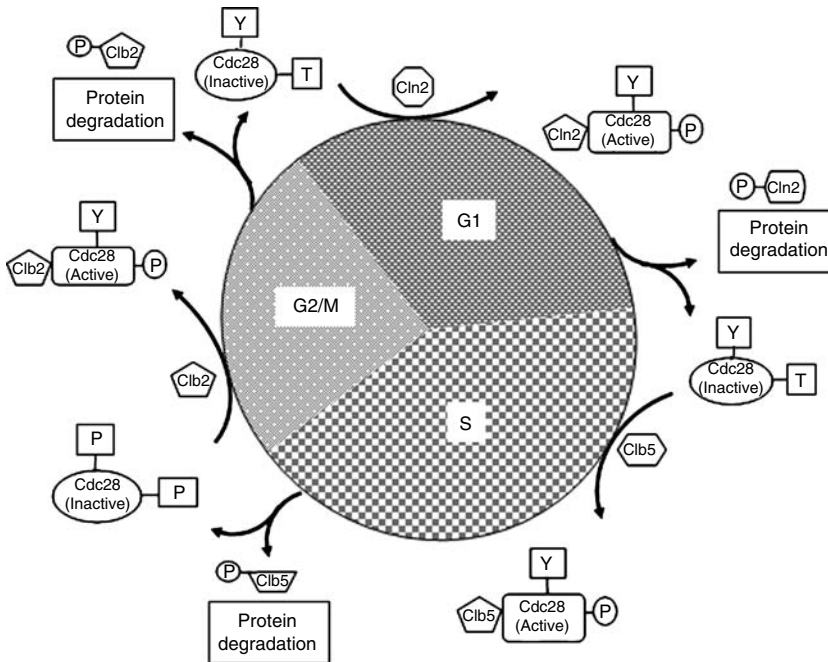 Y
P
Clb2
Cdc28
(Inactive)
T
Protein
degradation
Cln2
Y
Cln2
Cdc28
(Active)
P
P
Cln2
Protein
degradation
G1
Y
Clb2
Cdc28
(Active)
P
G2/M
Y
Cdc28
(Inactive)
T
Clb2
S
Clb5
P
Cdc28
(Inactive)
P
P
Clb5
Protein
degradation
Y
Clb5
Cdc28
(Active)
P